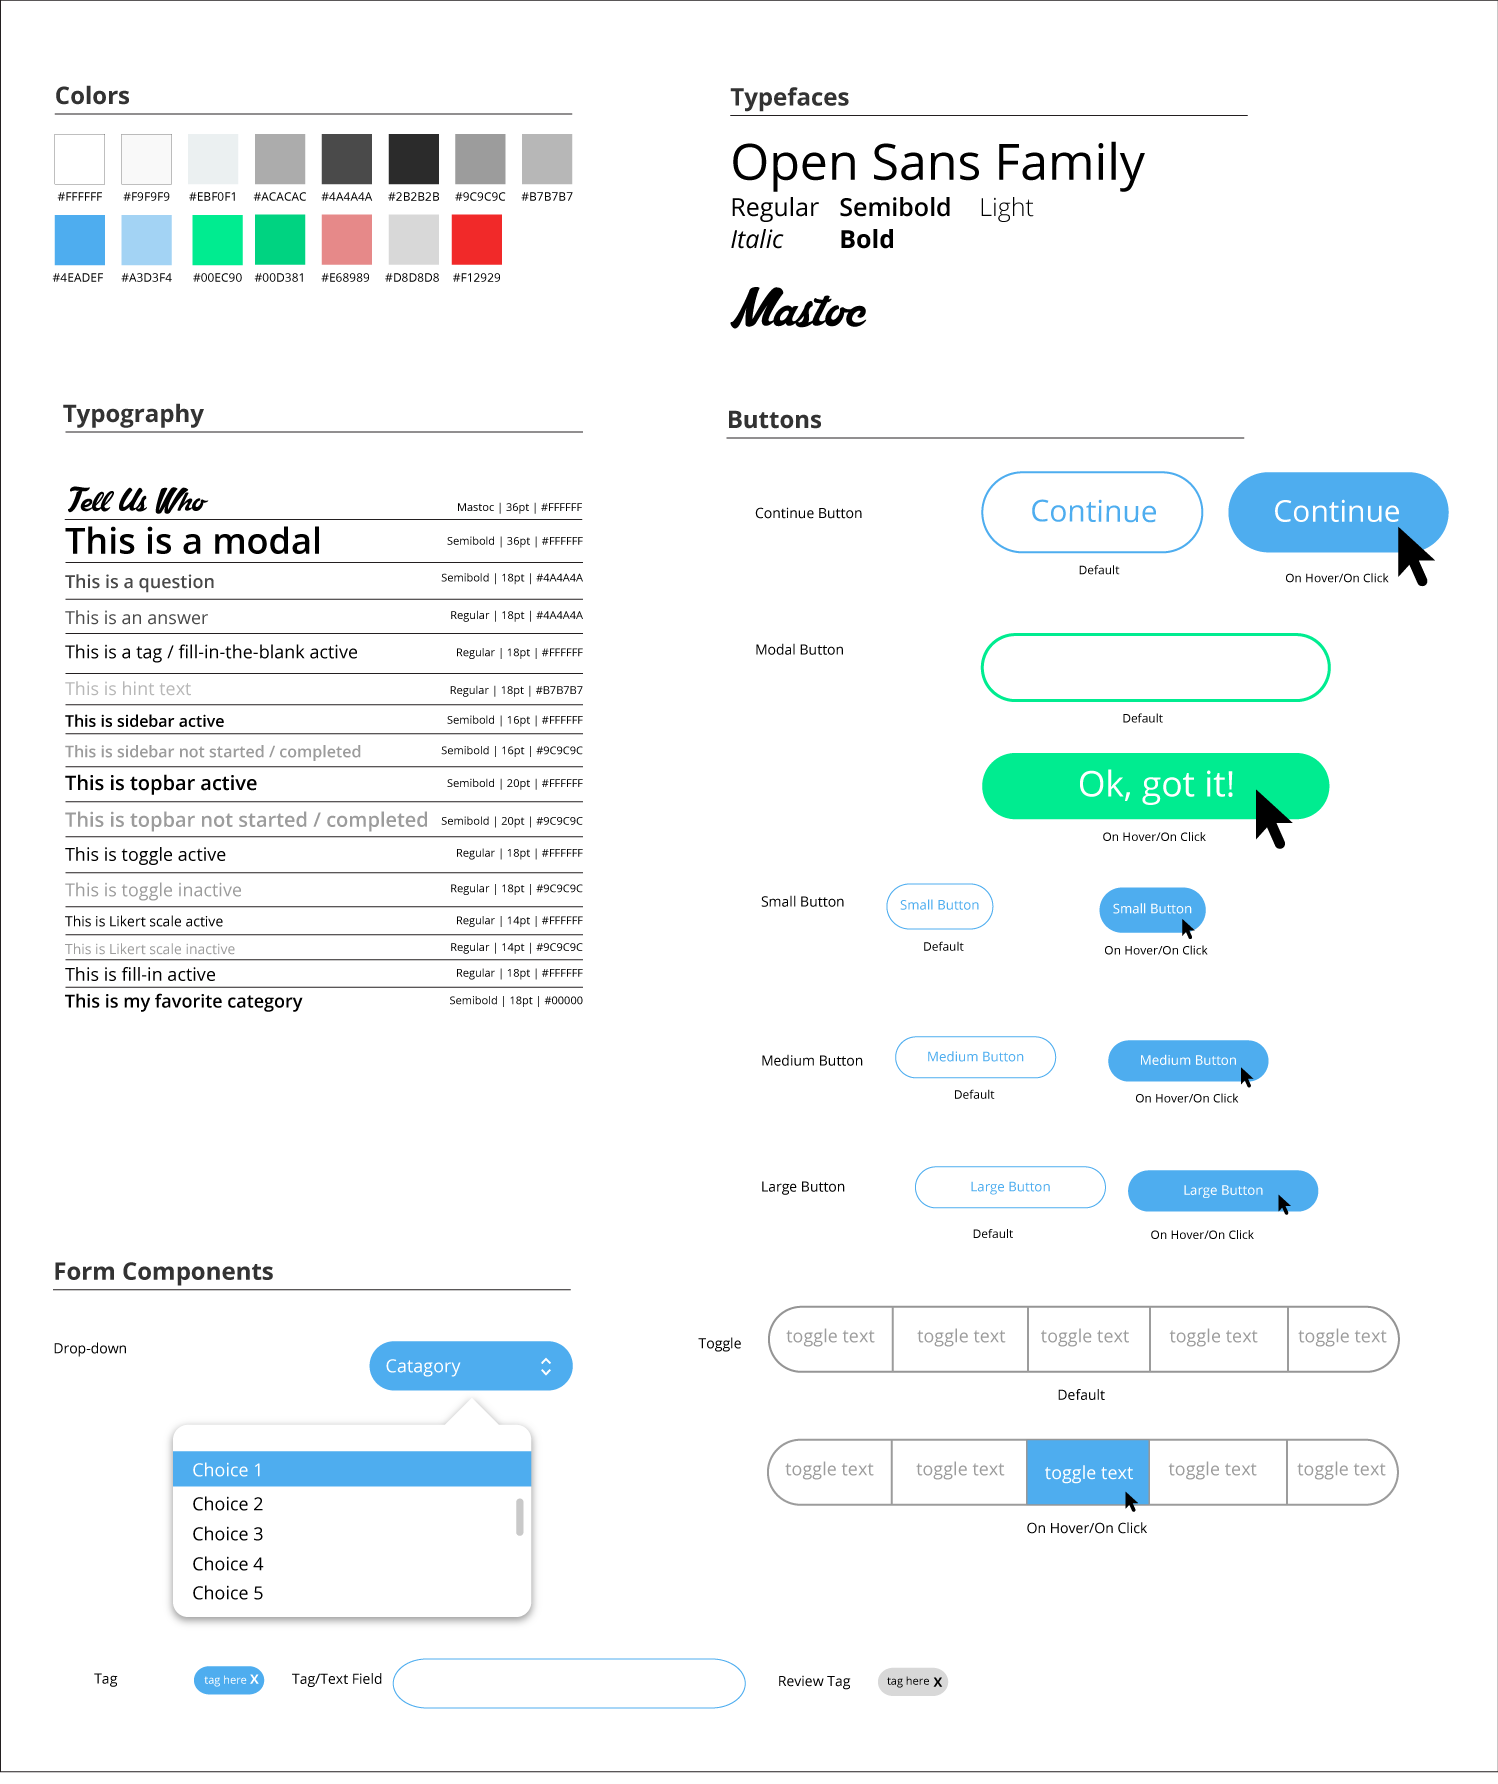 Colors
#FFFFFF #F9F9F9 #EBF0F1 #ACACAC #4A4A4A #2B2B2B #9C9C9C #B7B7B7
#4EADEF #A3D3F4 #00EC90 #00D381 #E68989 #D8D8D8 #F12929
Typefaces
Open Sans Family
Regular Semibold Light
Italic Bold
Mastoc
Typography
Tell Us Who Mastoc | 36pt | #FFFFFF
This is a modal Semibold | 36pt | #FFFFFF
This is a question Semibold | 18pt | #4A4A4A
This is an answer Regular | 18pt | #4A4A4A
This is a tag / fill-in-the-blank active Regular | 18pt | #FFFFFF
This is hint text Regular | 18pt | #B7B7B7
This is sidebar active Semibold | 16pt | #FFFFFF
This is sidebar not started / completed Semibold | 16pt | #9C9C9C
This is topbar active Semibold | 20pt | #FFFFFF
This is topbar not started / completed Semibold | 20pt | #9C9C9C
This is toggle active Regular | 18pt | #FFFFFF
This is toggle inactive Regular | 18pt | #9C9C9C
This is Likert scale active Regular | 14pt | #FFFFFF
This is Likert scale inactive Regular | 14pt | #9C9C9C
This is fill-in active Regular | 18pt | #FFFFFF
This is my favorite category Semibold | 18pt | #00000
Buttons
Continue Button Continue Continue
Default On Hover/On Click
Modal Button
Default
Ok, got it!
On Hover/On Click
Small Button Small Button Small Button
Default On Hover/On Click
Medium Button Medium Button Medium Button
Default On Hover/On Click
Large Button Large Button Large Button
Default On Hover/On Click
Toggle toggle text toggle text toggle text toggle text toggle text
Default
toggle text toggle text toggle text toggle text toggle text
On Hover/On Click
Form Components
Drop-down Catagory
Choice 1
Choice 2
Choice 3
Choice 4
Choice 5
Tag tag here X Tag/Text Field Review Tag tag here X